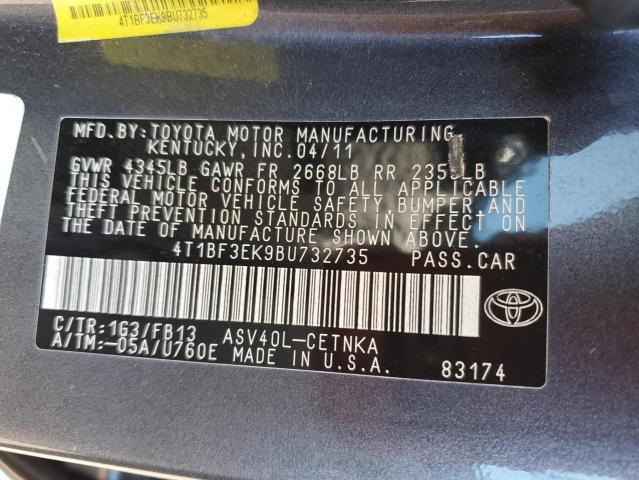 4T1BF3EK9BU732735
MFD.BY: TOYOTA MOTOR MANUFACTURING
KENTUCKY, INC. 04/11
GVWR 4345LB GAWR FR 2668LB RR
THIS VEHICLE CONFORMS TO ALL APPLICABLE
FEDERAL MOTOR VEHICLE SAFETY, BUMPER AND
THEFT PREVENTION STANDARDS IN EFFECT ON
THE DATE OF MANUFACTURE SHOWN ABOVE.
4T1BF3EK9BU732735 PASS.CAR
C/TR: 1G3/FB13 ASV40L-CETNKA
A/TM: -05A/U760E MADE IN U.S.A. 83174
TOYOTA